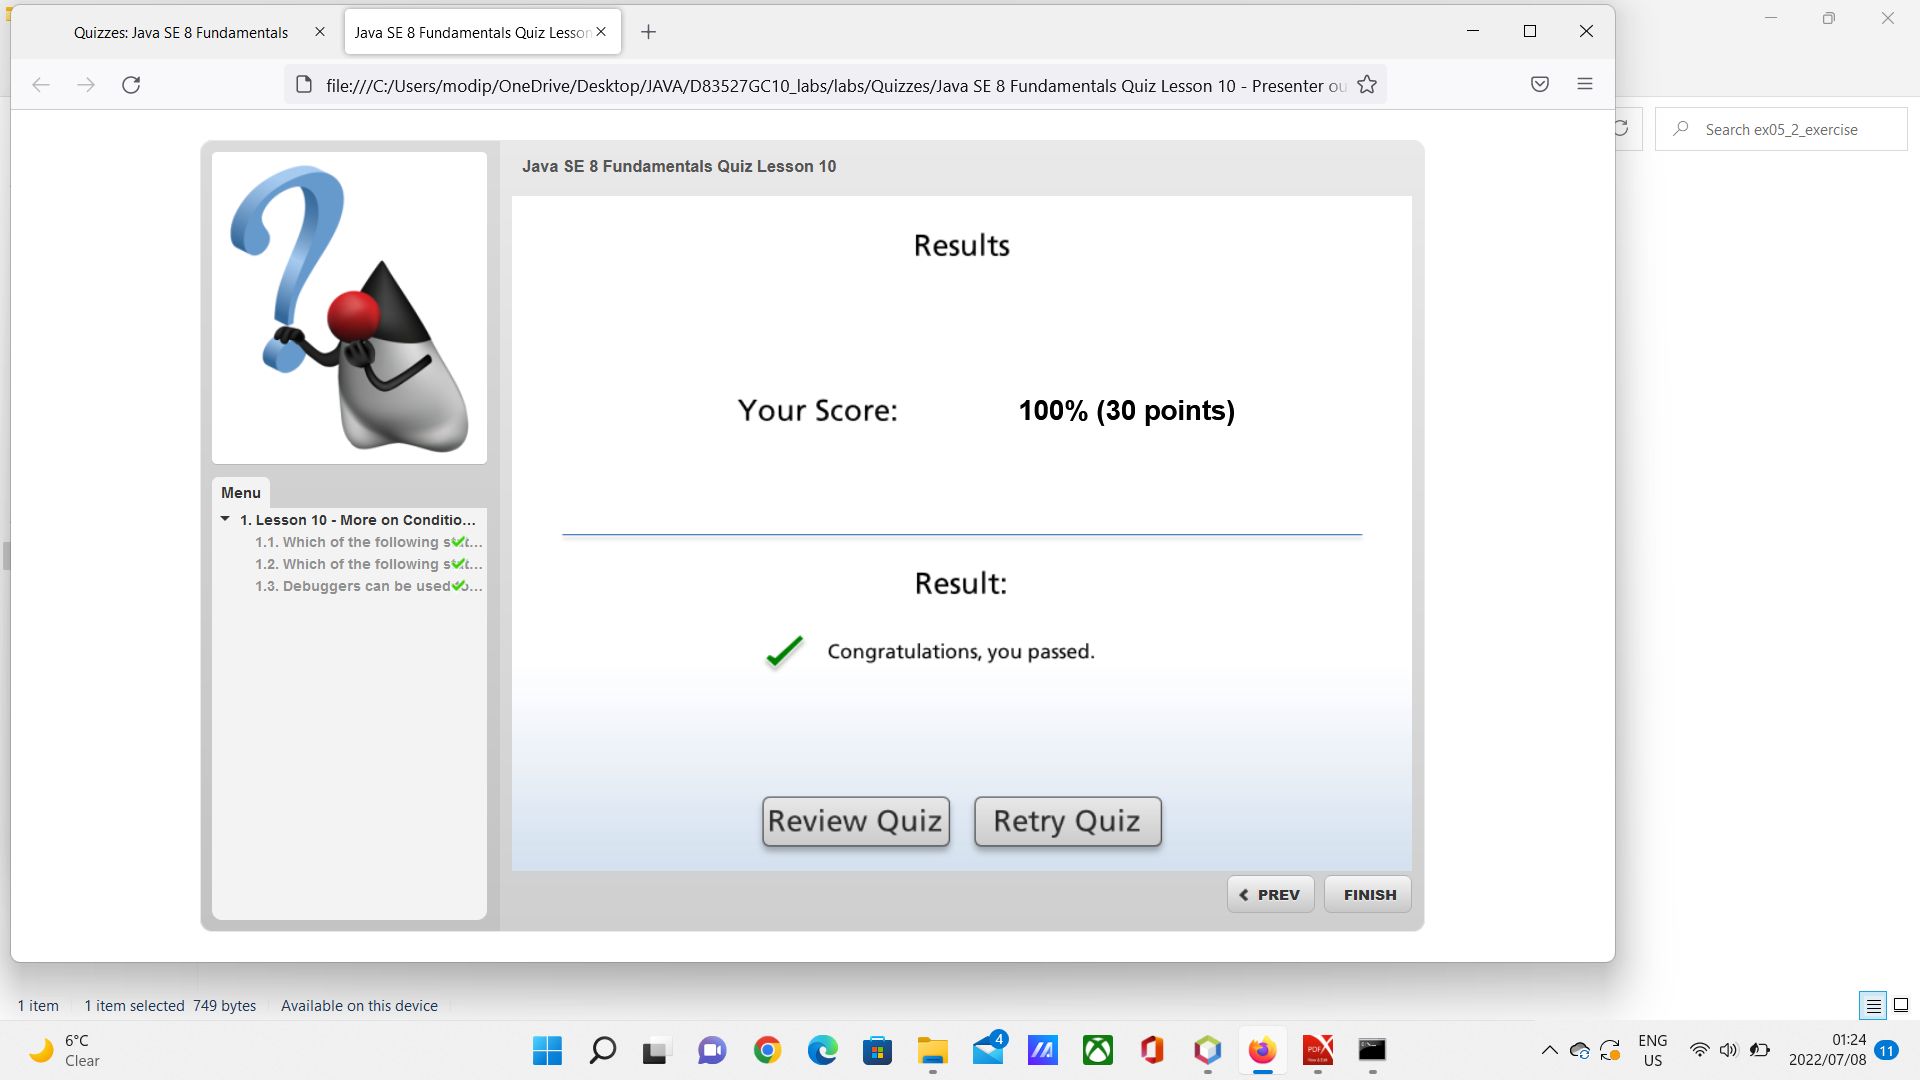 Quizzes: Java SE 8 Fundamentals
Java SE 8 Fundamentals Quiz Lesson
file:///C:/Users/modip/OneDrive/Desktop/JAVA/D83527GC10_labs/labs/Quizzes/Java SE 8 Fundamentals Quiz Lesson 10 - Presenter ou
Search ex05_2_exercise
Java SE 8 Fundamentals Quiz Lesson 10
Results
Your Score: 100% (30 points)
Result:
Congratulations, you passed.
Review Quiz Retry Quiz
PREV FINISH
Menu
1. Lesson 10 - More on Conditio...
1.1. Which of the following
1.2. Which of the following
1.3. Debuggers can be used
1 item 1 item selected 749 bytes Available on this device
6°C
Clear
4
PDF
ENG
US
01:24
2022/07/08
11